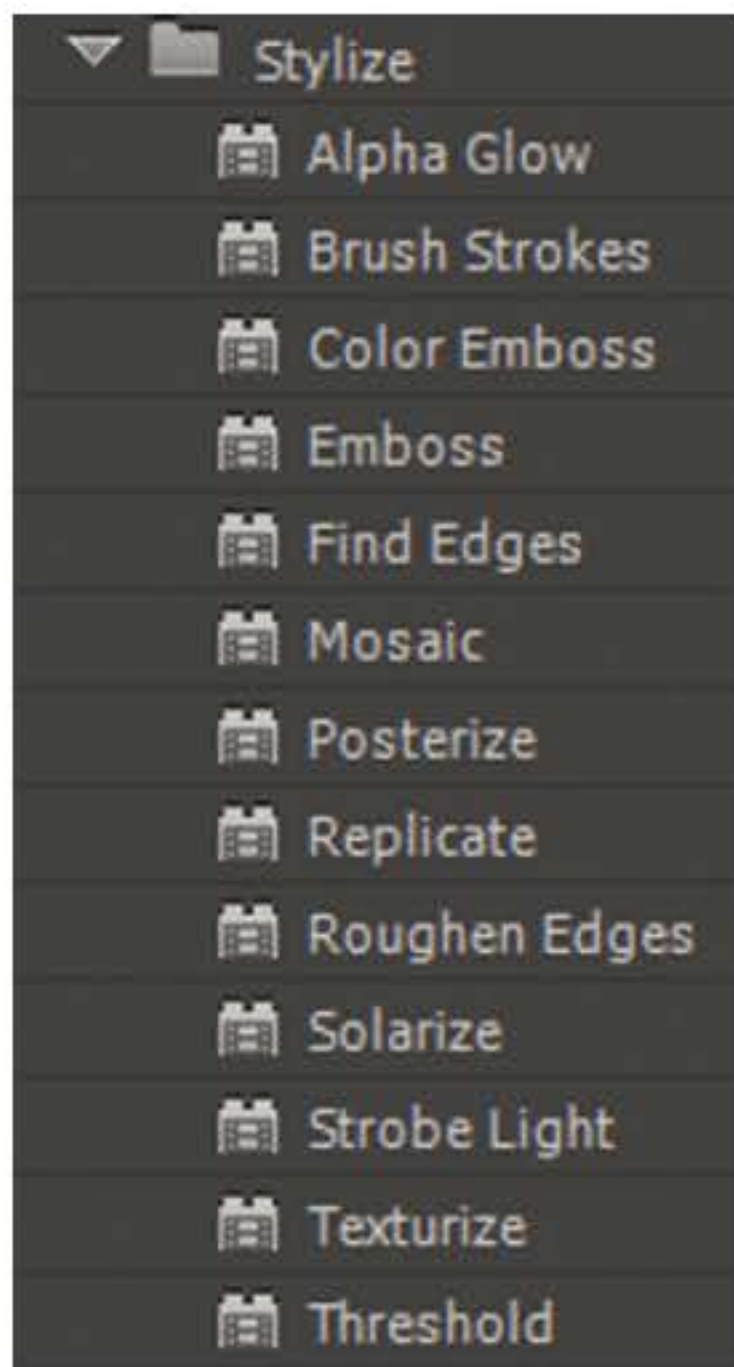 Stylize
Alpha Glow
Brush Strokes
Color Emboss
Emboss
Find Edges
Mosaic
Posterize
Replicate
Roughen Edges
Solarize
Strobe Light
Texturize
Threshold